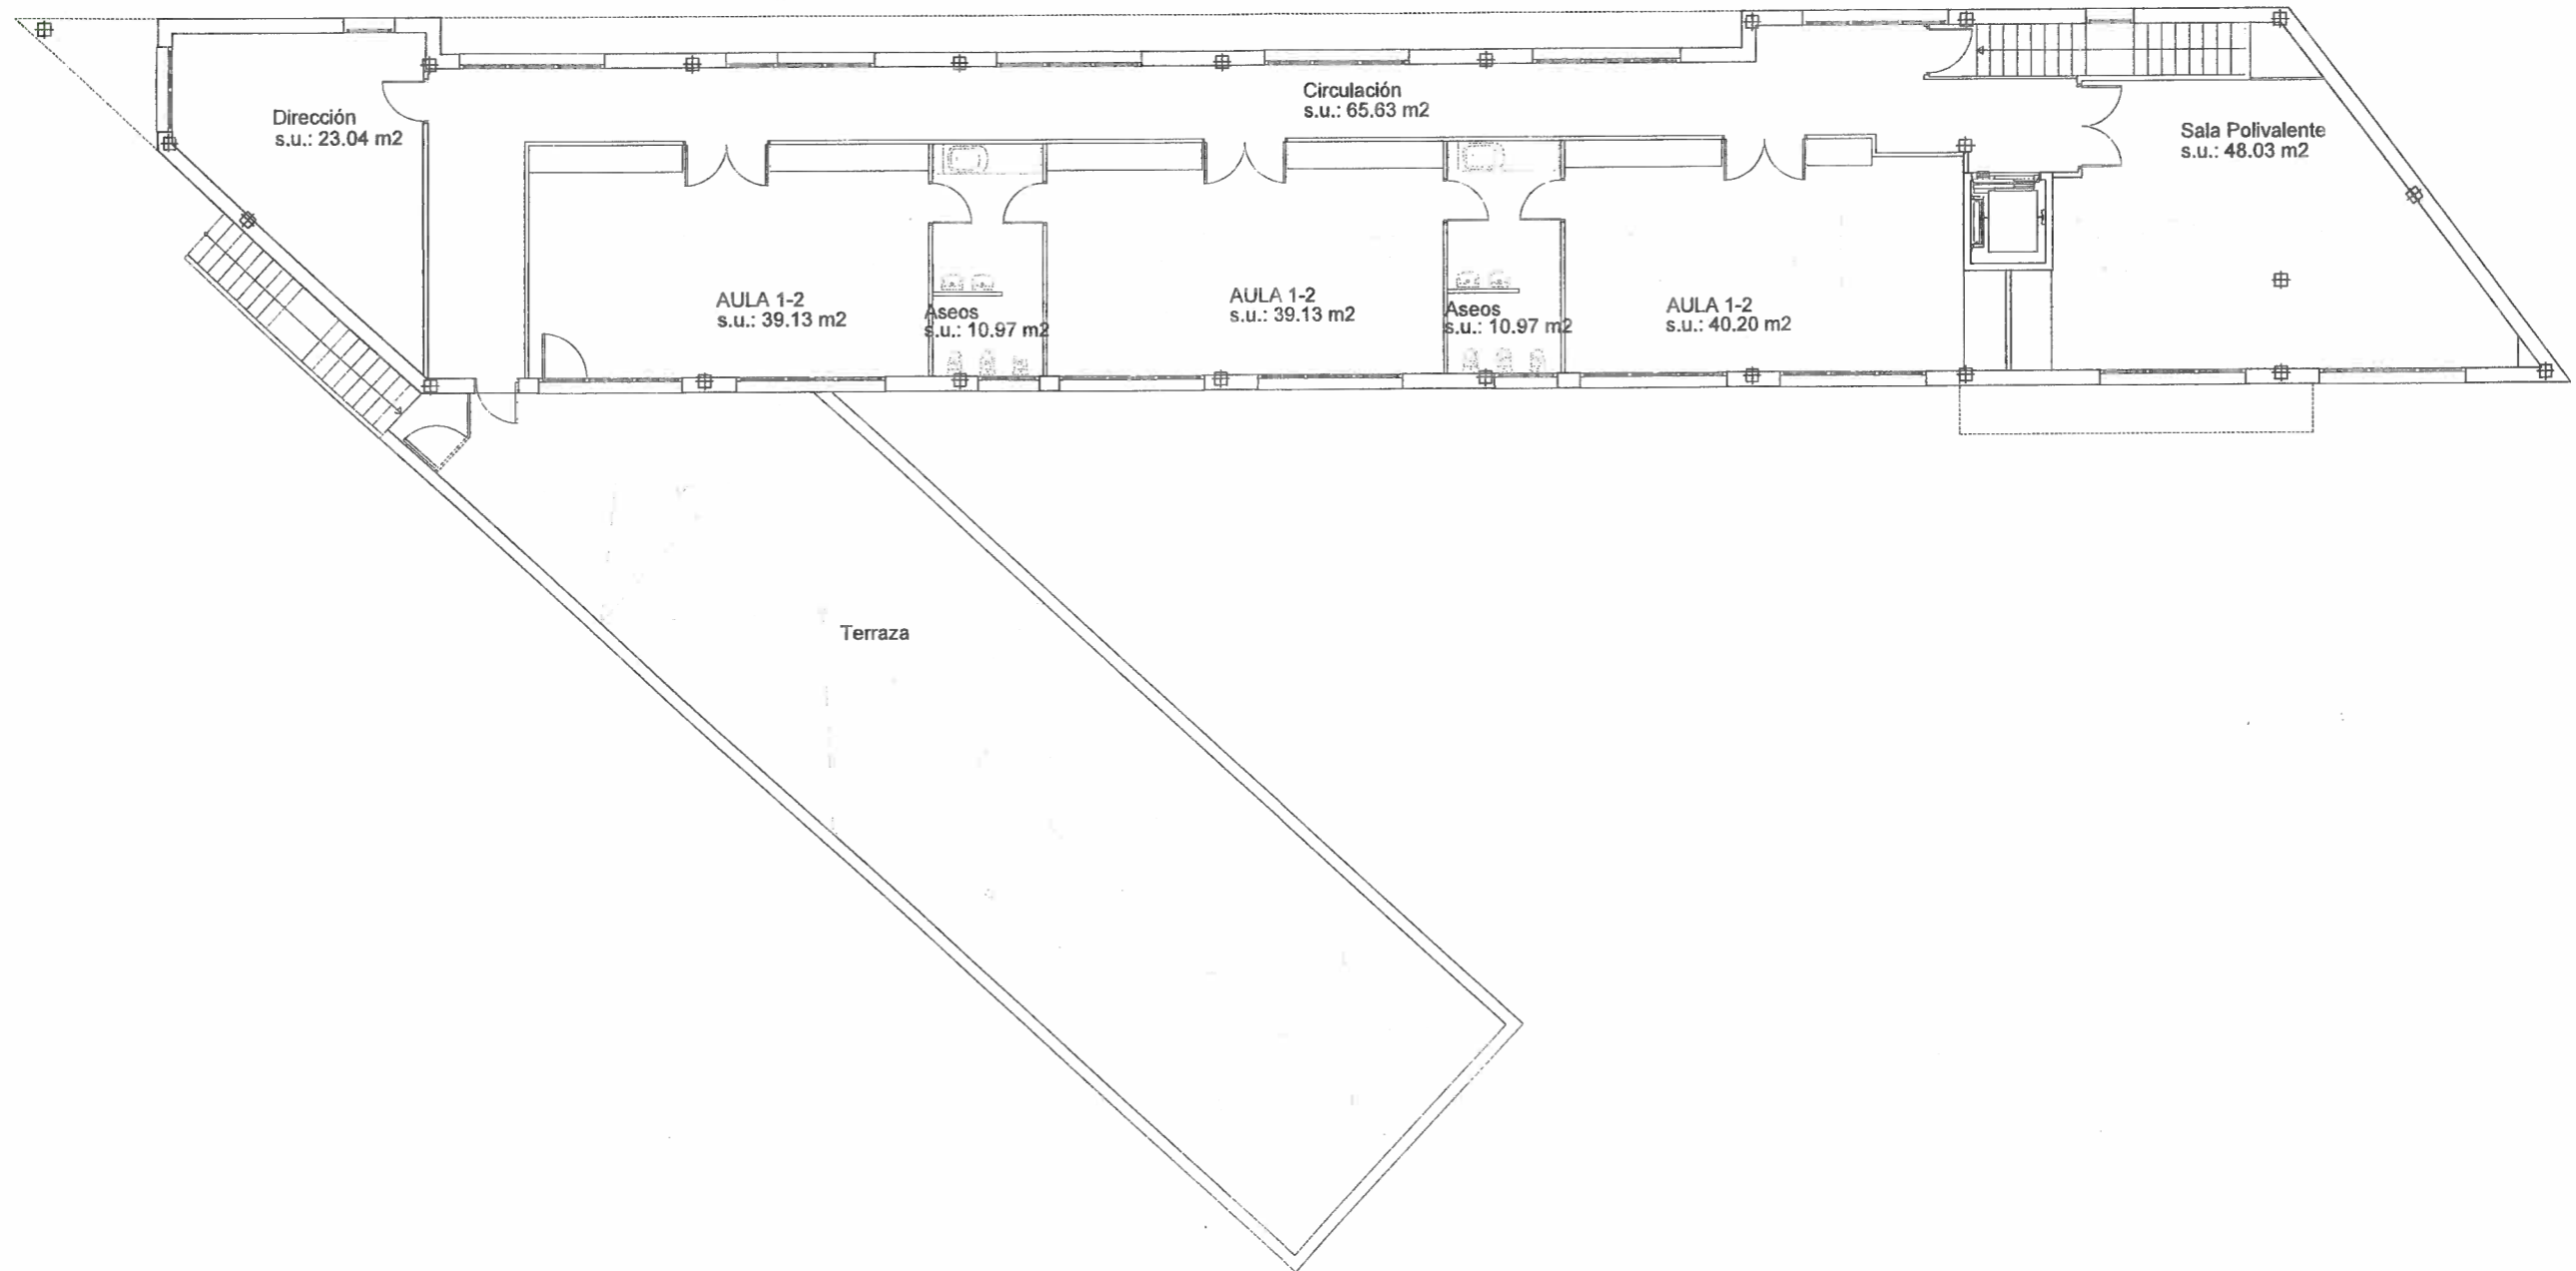 Circulación
s.u.: 65.63 m2
Dirección
s.u.: 23.04 m2
Sala Polivalente
s.u.: 48.03 m2
AULA 1-2
s.u.: 39.13 m2
Aseos
s.u.: 10.97 m2
AULA 1-2
s.u.: 39.13 m2
Aseos
s.u.: 10.97 m2
AULA 1-2
s.u.: 40.20 m2
Terraza